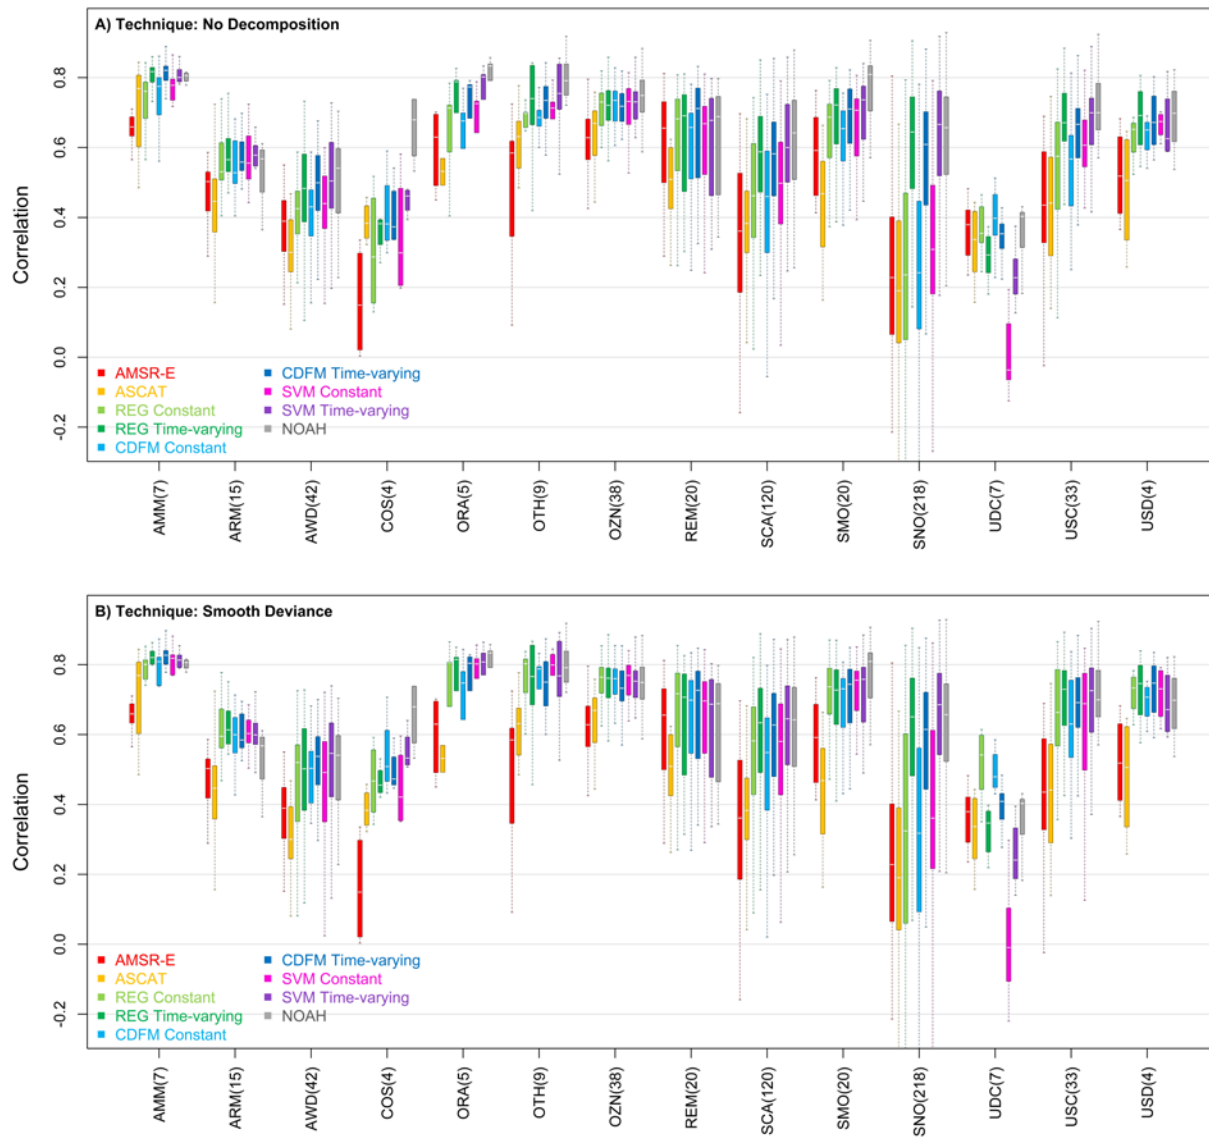 A) Technique: No Decomposition
0.8
0.6
0.4
0.2
0.0
-0.2
Correlation
AMSR-E
ASCAT
REG Constant
REG Time-varying
CDFM Constant
CDFM Time-varying
SVM Constant
SVM Time-varying
NOAH
AMM(7)
ARM(15)
AWD(42)
COS(4)
ORA(5)
OTH(9)
OZN(38)
REM(20)
SCA(120)
SMO(20)
SNO(218)
UDC(7)
USC(33)
USD(4)
B) Technique: Smooth Deviance
0.8
0.6
0.4
0.2
0.0
-0.2
Correlation
AMSR-E
ASCAT
REG Constant
REG Time-varying
CDFM Constant
CDFM Time-varying
SVM Constant
SVM Time-varying
NOAH
AMM(7)
ARM(15)
AWD(42)
COS(4)
ORA(5)
OTH(9)
OZN(38)
REM(20)
SCA(120)
SMO(20)
SNO(218)
UDC(7)
USC(33)
USD(4)